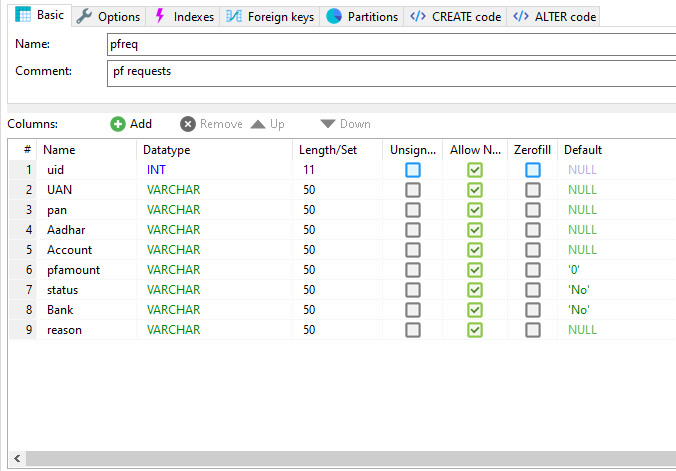 Basic Options Indexes Foreign keys Partitions CREATE code ALTER code
Name: pfreq
Comment: pf requests
Columns: Add Remove Up Down
# Name Datatype Length/Set Unsign... Allow N... Zerofill Default
1 uid INT 11 NULL
2 UAN VARCHAR 50 NULL
3 pan VARCHAR 50 NULL
4 Aadhar VARCHAR 50 NULL
5 Account VARCHAR 50 NULL
6 pfamount VARCHAR 50 '0'
7 status VARCHAR 50 'No'
8 Bank VARCHAR 50 'No'
9 reason VARCHAR 50 NULL